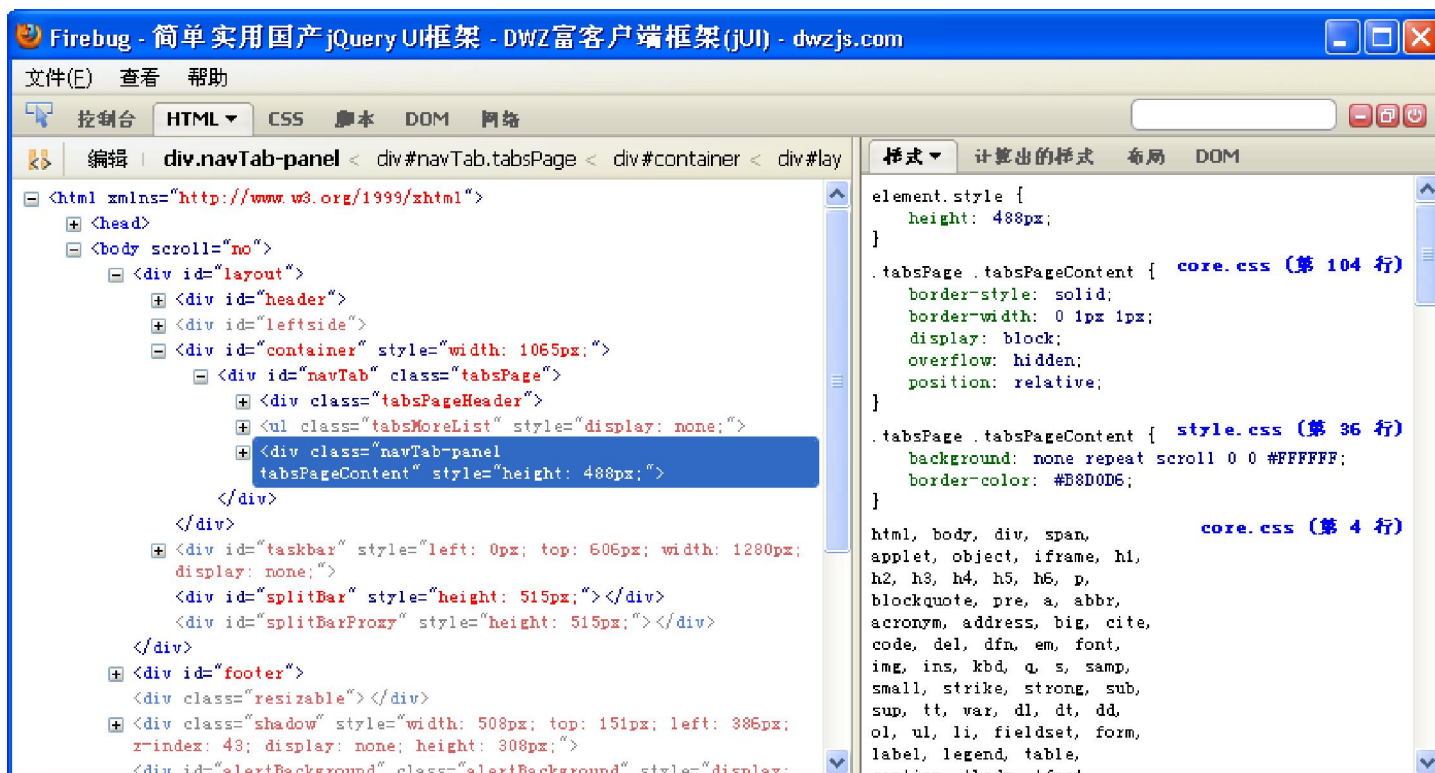 Firebug - 简单实用国产jQuery UI框架 - DWZ富客户端框架(jUI) - dwzjs.com
文件(F) 查看 帮助
控制台 HTML CSS 脚本 DOM 网络
编辑 div.navTab-panel < div#navTab.tabsPage < div#container < div#lay
<html xmlns="http://www.w3.org/1999/xhtml">
<head>
<body scroll="no">
<div id="layout">
<div id="header">
<div id="leftside">
<div id="container" style="width: 1065px;">
<div id="navTab" class="tabsPage">
<div class="tabsPageHeader">
<ul class="tabsMoreList" style="display: none;">
<div class="navTab-panel
tabsPageContent" style="height: 488px;">
</div>
</div>
<div id="taskbar" style="left: 0px; top: 606px; width: 1280px;
display: none;">
<div id="splitBar" style="height: 515px;"></div>
<div id="splitBarProxy" style="height: 515px;"></div>
</div>
<div id="footer">
<div class="resizable"></div>
<div class="shadow" style="width: 508px; top: 151px; left: 386px;
z-index: 43; display: none; height: 308px;">
<div id="alertBackground" class="alertBackground" style="display:
样式 计算出的样式 布局 DOM
element.style {
height: 488px;
}
.tabsPage .tabsPageContent { core.css (第 104 行)
border-style: solid;
border-width: 0 1px 1px;
display: block;
overflow: hidden;
position: relative;
}
.tabsPage .tabsPageContent { style.css (第 36 行)
background: none repeat scroll 0 0 #FFFFFF;
border-color: #B8D0D6;
}
html, body, div, span, core.css (第 4 行)
applet, object, iframe, h1,
h2, h3, h4, h5, h6, p,
blockquote, pre, a, abbr,
acronym, address, big, cite,
code, del, dfn, em, font,
img, ins, kbd, q, s, samp,
small, strike, strong, sub,
sup, tt, var, dl, dt, dd,
ol, ul, li, fieldset, form,
label, legend, table,